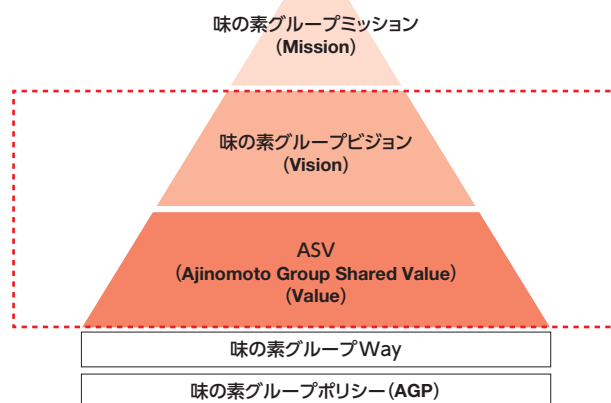 味の素グループミッション
（Mission）
味の素グループビジョン
（Vision）
ASV
（Ajinomoto Group Shared Value）
（Value）
味の素グループWay
味の素グループポリシー（AGP）